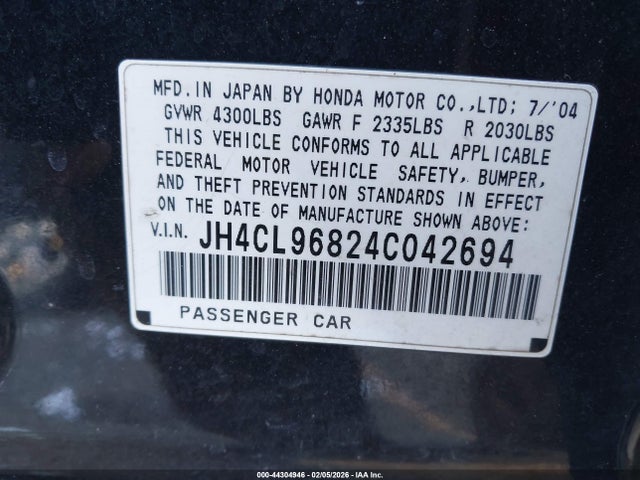 MFD.IN JAPAN BY HONDA MOTOR CO.,LTD; 7/'04
GVWR 4300LBS GAWR F 2335LBS R 2030LBS
THIS VEHICLE CONFORMS TO ALL APPLICABLE
FEDERAL MOTOR VEHICLE SAFETY, BUMPER,
AND THEFT PREVENTION STANDARDS IN EFFECT
ON THE DATE OF MANUFACTURE SHOWN ABOVE:
V.I.N. JH4CL96824C042694
PASSENGER CAR
000-44304946 - 02/05/2026 - IAA Inc.